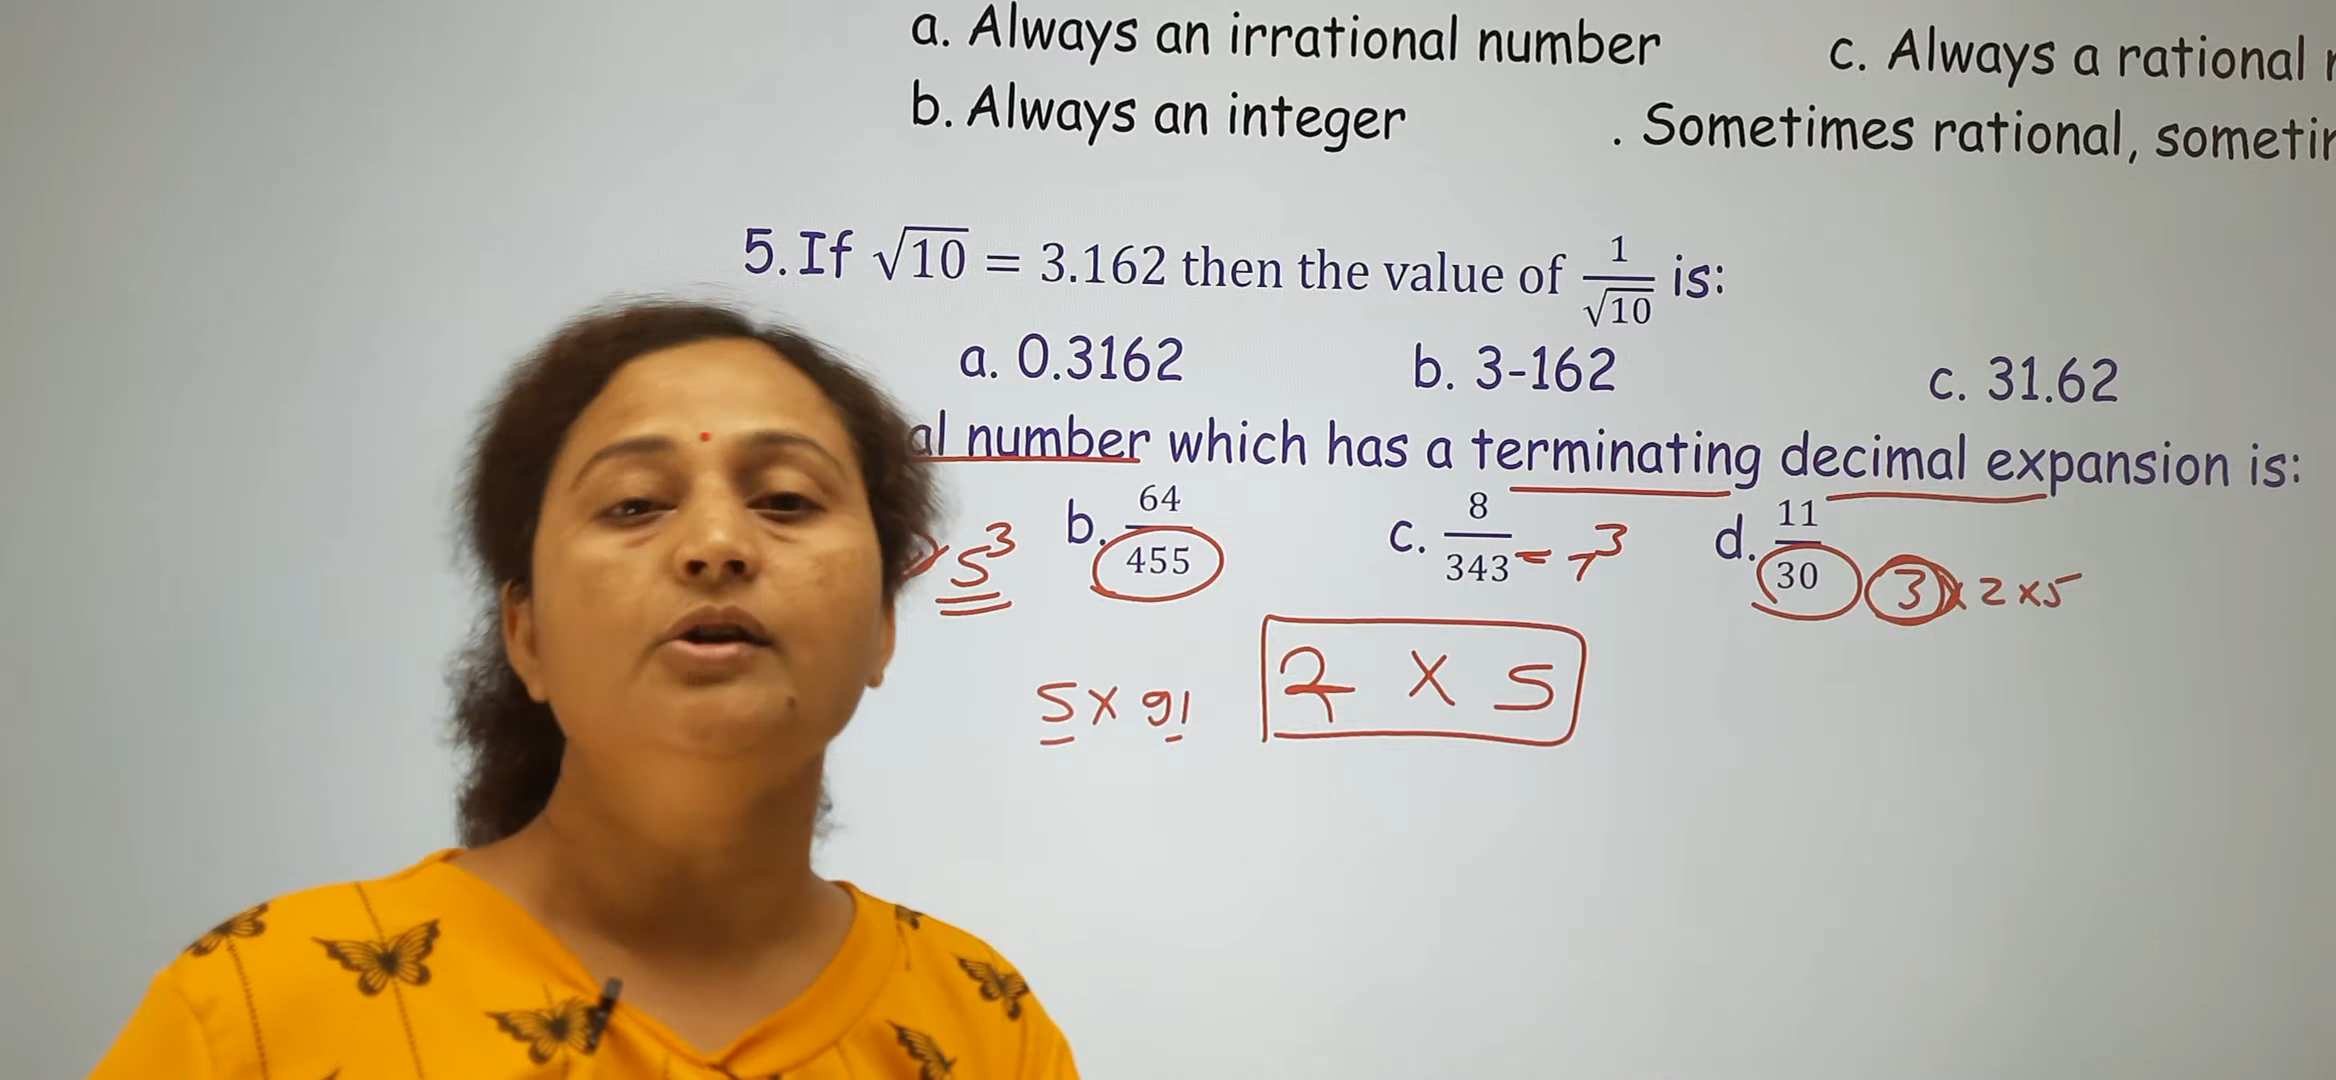 a. Always an irrational number c. Always a rational
b. Always an integer . Sometimes rational,
5. If √10 = 3.162 then the value of 1/√10 is:
a. 0.3162 b. 3-162 c. 31.62
number which has a terminating decimal expansion is:
5³ b. 64/455 c. 8/343 = 7³ d. 11/30 3 x 2 x 5
5 x 91 2 x 5